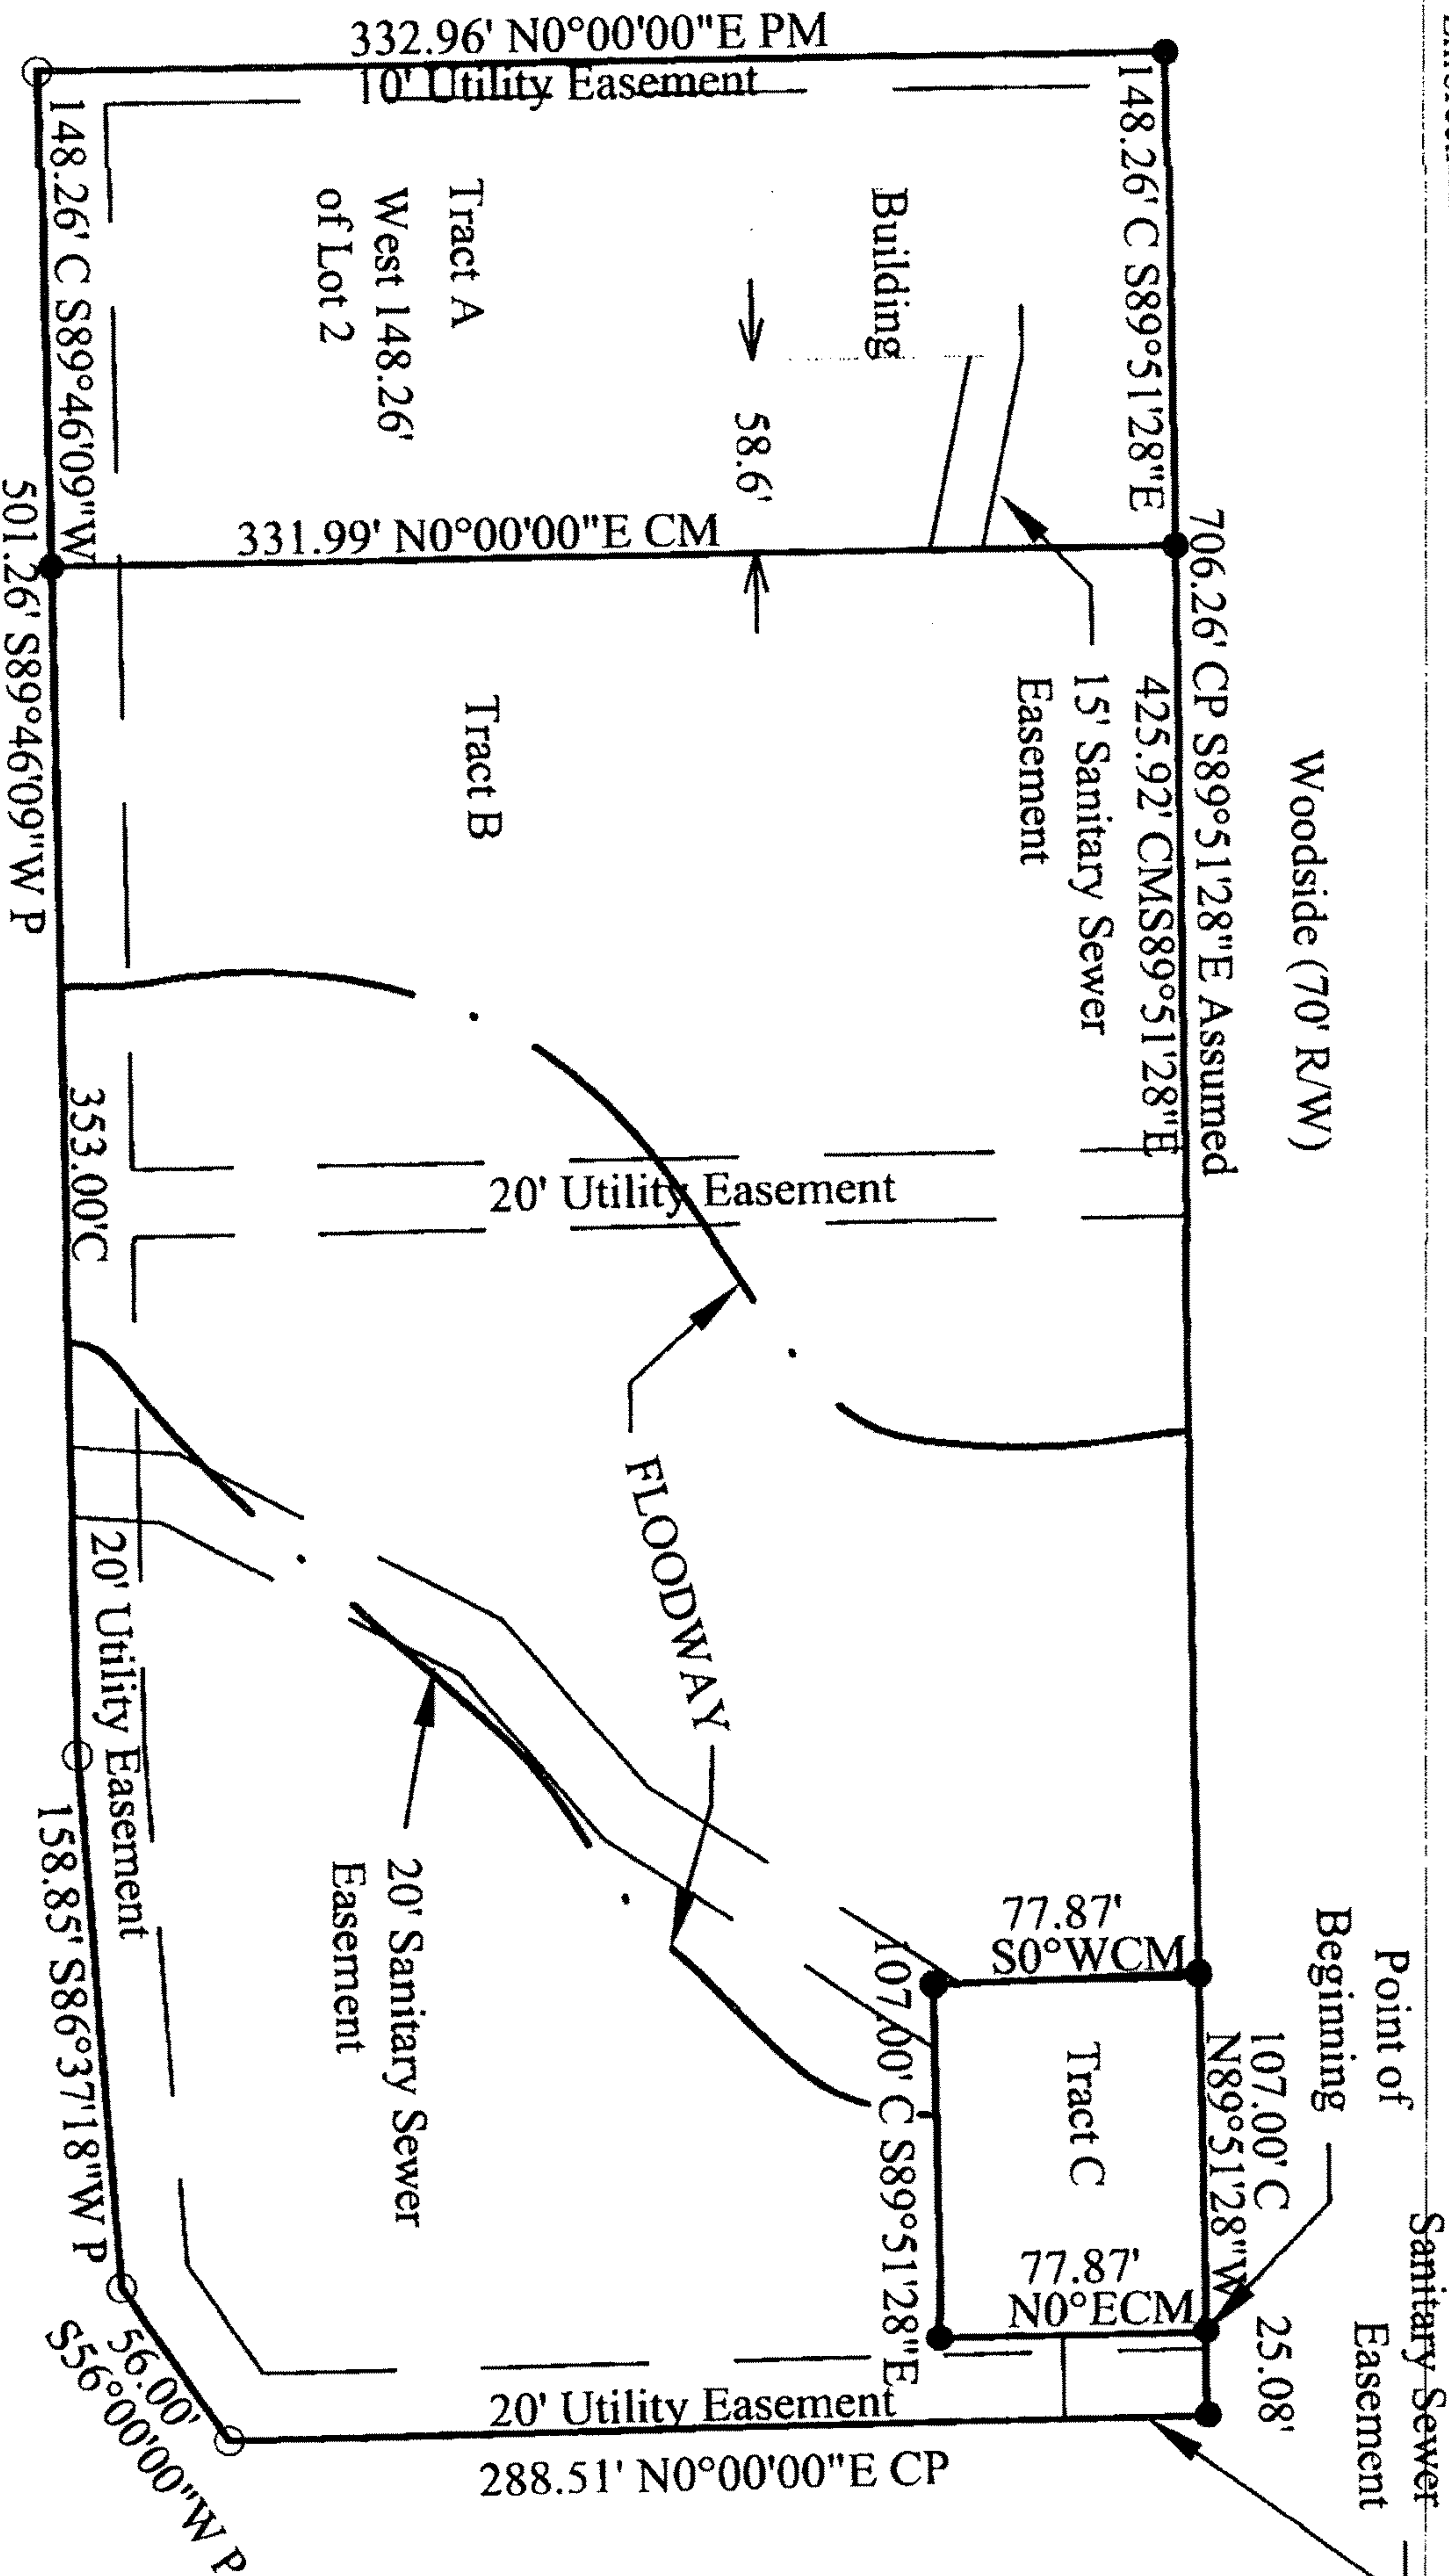 Woodside (70' R/W)
Point of
Beginning
Sanitary Sewer
Easement
706.26' CP S89°51'28"E Assumed
148.26' C S89°51'28"E
425.92' CMS89°51'28"E
107.00' C
N89°51'28"W
25.08'
332.96' N0°00'00"E PM
10' Utility Easement
Building
58.6'
15' Sanitary Sewer
Easement
331.99' N0°00'00"E CM
Tract A
West 148.26'
of Lot 2
Tract B
20' Utility Easement
FLOODWAY
77.87'
S0°WCM
Tract C
77.87'
N0°ECM
107.00' C S89°51'28"E
20' Sanitary Sewer
Easement
20' Utility Easement
288.51' N0°00'00"E CP
20' Utility Easement
148.26' C S89°46'09"W
501.26' S89°46'09"W P
353.00'C
158.85' S86°37'18"W P
56.00'
S56°00'00"W P